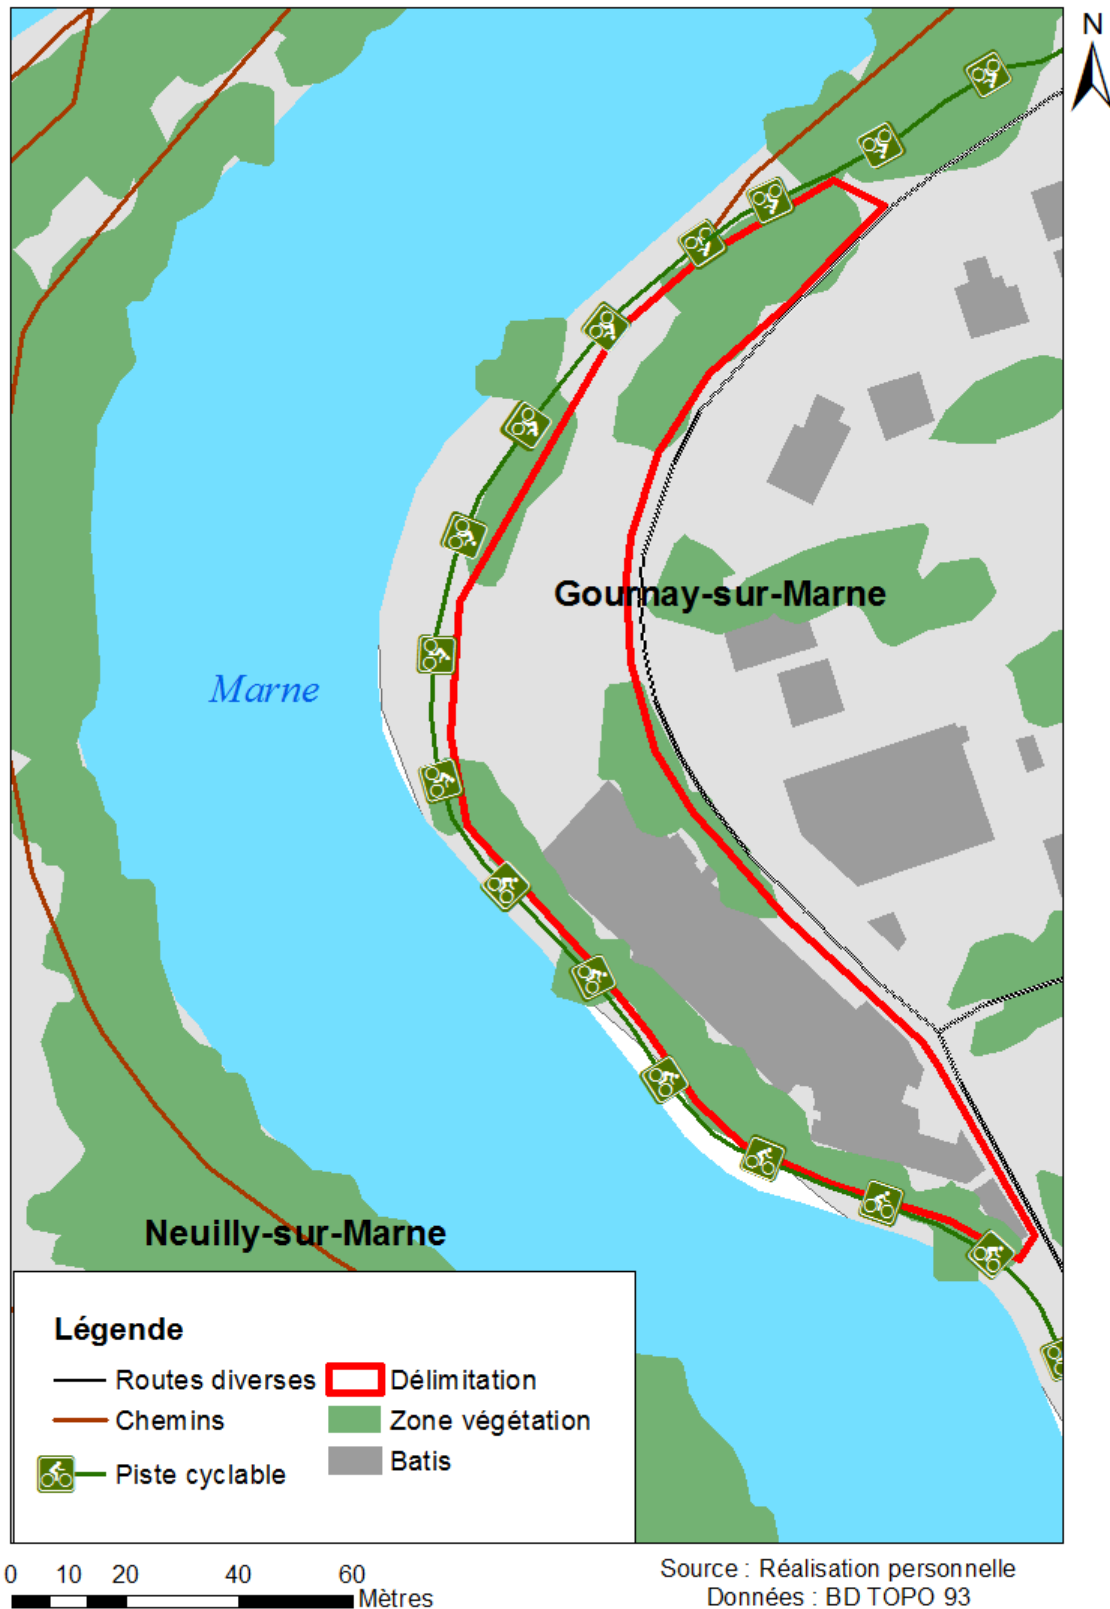 N
Gournay-sur-Marne
Marne
Neuilly-sur-Marne
Légende
Routes diverses
Délimitation
Chemins
Zone végétation
Piste cyclable
Batis
0 10 20 40 60
Mètres
Source : Réalisation personnelle
Données : BD TOPO 93